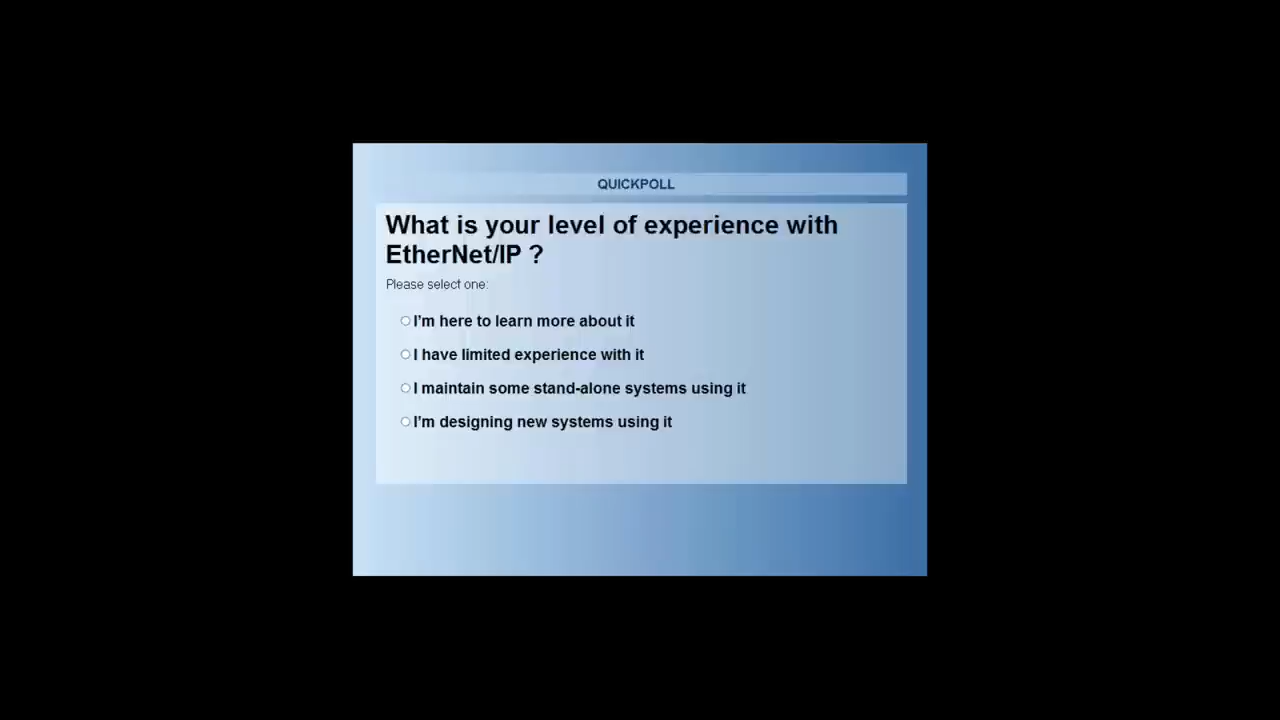 QUICKPOLL
What is your level of experience with
EtherNet/IP ?
Please select one:
I'm here to learn more about it
I have limited experience with it
I maintain some stand-alone systems using it
I'm designing new systems using it